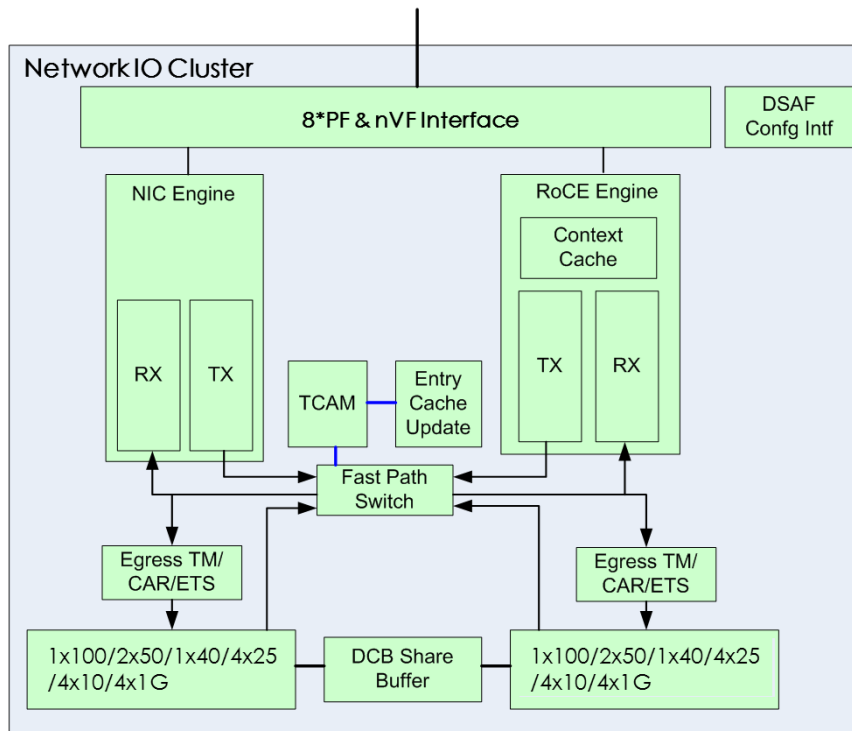 Network IO Cluster
8*PF & nVF Interface
DSAF
Confg Intf
NIC Engine
RoCE Engine
Context
Cache
RX
TX
TX
RX
TCAM
Entry
Cache
Update
Fast Path
Switch
Egress TM/
CAR/ETS
Egress TM/
CAR/ETS
1x100/2x50/1x40/4x25
/4x10/4x1G
DCB Share
Buffer
1x100/2x50/1x40/4x25
/4x10/4x1G